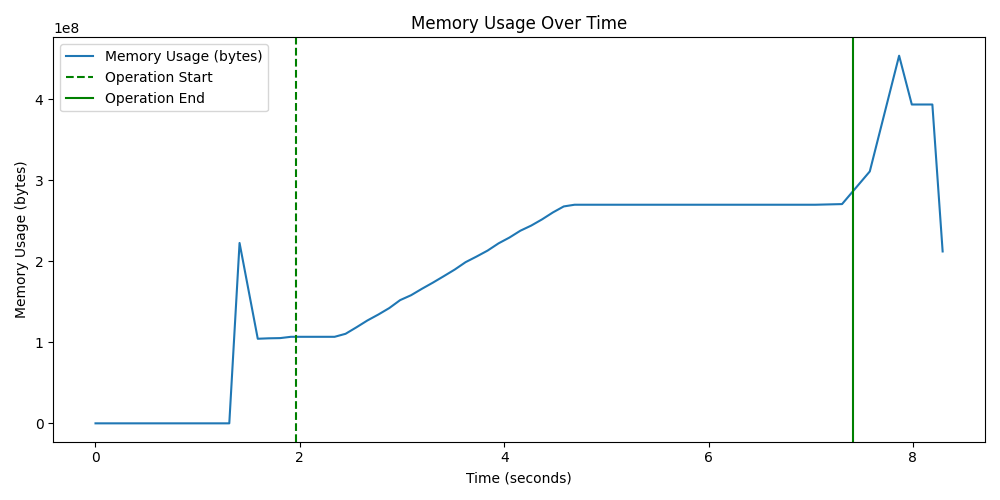 Memory Usage Over Time
1e8
Memory Usage (bytes)
Operation Start
Operation End
4
3
2
1
0
Memory Usage (bytes)
0 2 4 6 8
Time (seconds)